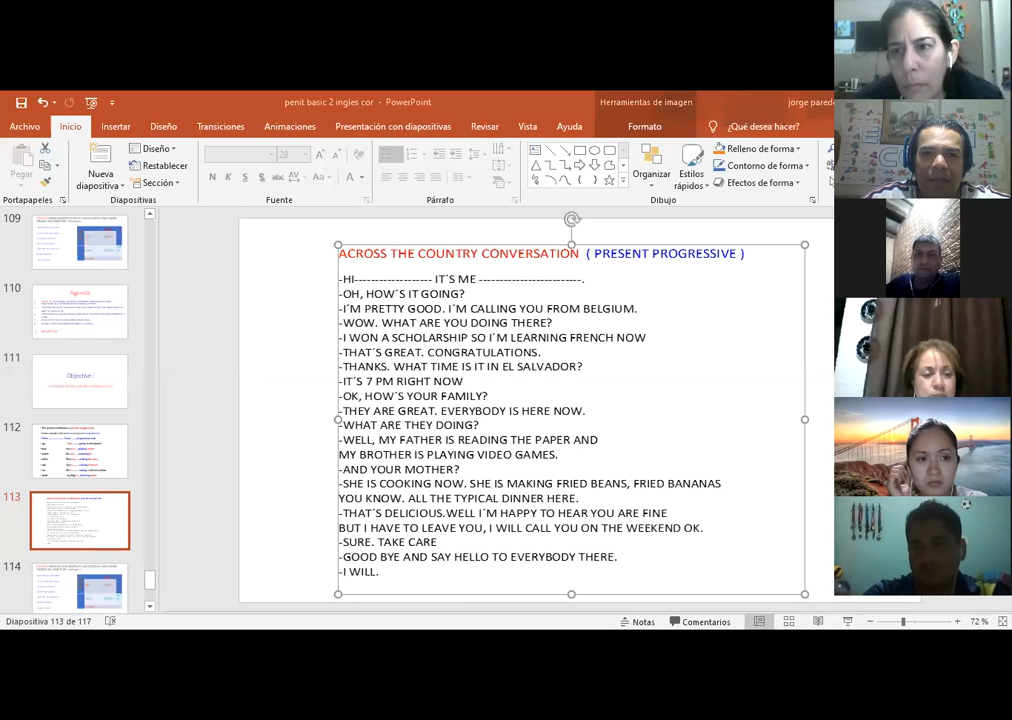 penit basic 2 ingles cor - PowerPoint
Herramientas de imagen
jorge pared
Archivo Inicio Insertar Diseño Transiciones Animaciones Presentación con diapositivas Revisar Vista Ayuda Formato ¿Qué desea hacer?
Pegar
Nueva diapositiva
Diseño
Restablecer
Sección
28
N K S abc AV Aa A
Organizar
Estilos rápidos
Relleno de forma
Contorno de forma
Efectos de forma
Portapapeles Diapositivas Fuente Párrafo Dibujo
109
110
Agenda
111
Objective :
112
113
114
ACROSS THE COUNTRY CONVERSATION ( PRESENT PROGRESSIVE )
-HI------------------- IT´S ME -------------------------.
-OH, HOW´S IT GOING?
-I´M PRETTY GOOD. I´M CALLING YOU FROM BELGIUM.
-WOW. WHAT ARE YOU DOING THERE?
-I WON A SCHOLARSHIP SO I´M LEARNING FRENCH NOW
-THAT´S GREAT. CONGRATULATIONS.
-THANKS. WHAT TIME IS IT IN EL SALVADOR?
-IT´S 7 PM RIGHT NOW
-OK, HOW´S YOUR FAMILY?
-THEY ARE GREAT. EVERYBODY IS HERE NOW.
-WHAT ARE THEY DOING?
-WELL, MY FATHER IS READING THE PAPER AND
MY BROTHER IS PLAYING VIDEO GAMES.
-AND YOUR MOTHER?
-SHE IS COOKING NOW. SHE IS MAKING FRIED BEANS, FRIED BANANAS
YOU KNOW. ALL THE TYPICAL DINNER HERE.
-THAT´S DELICIOUS.WELL I´M HAPPY TO HEAR YOU ARE FINE
BUT I HAVE TO LEAVE YOU,I WILL CALL YOU ON THE WEEKEND OK.
-SURE. TAKE CARE
-GOOD BYE AND SAY HELLO TO EVERYBODY THERE.
-I WILL.
Diapositiva 113 de 117
Notas
Comentarios
72 %